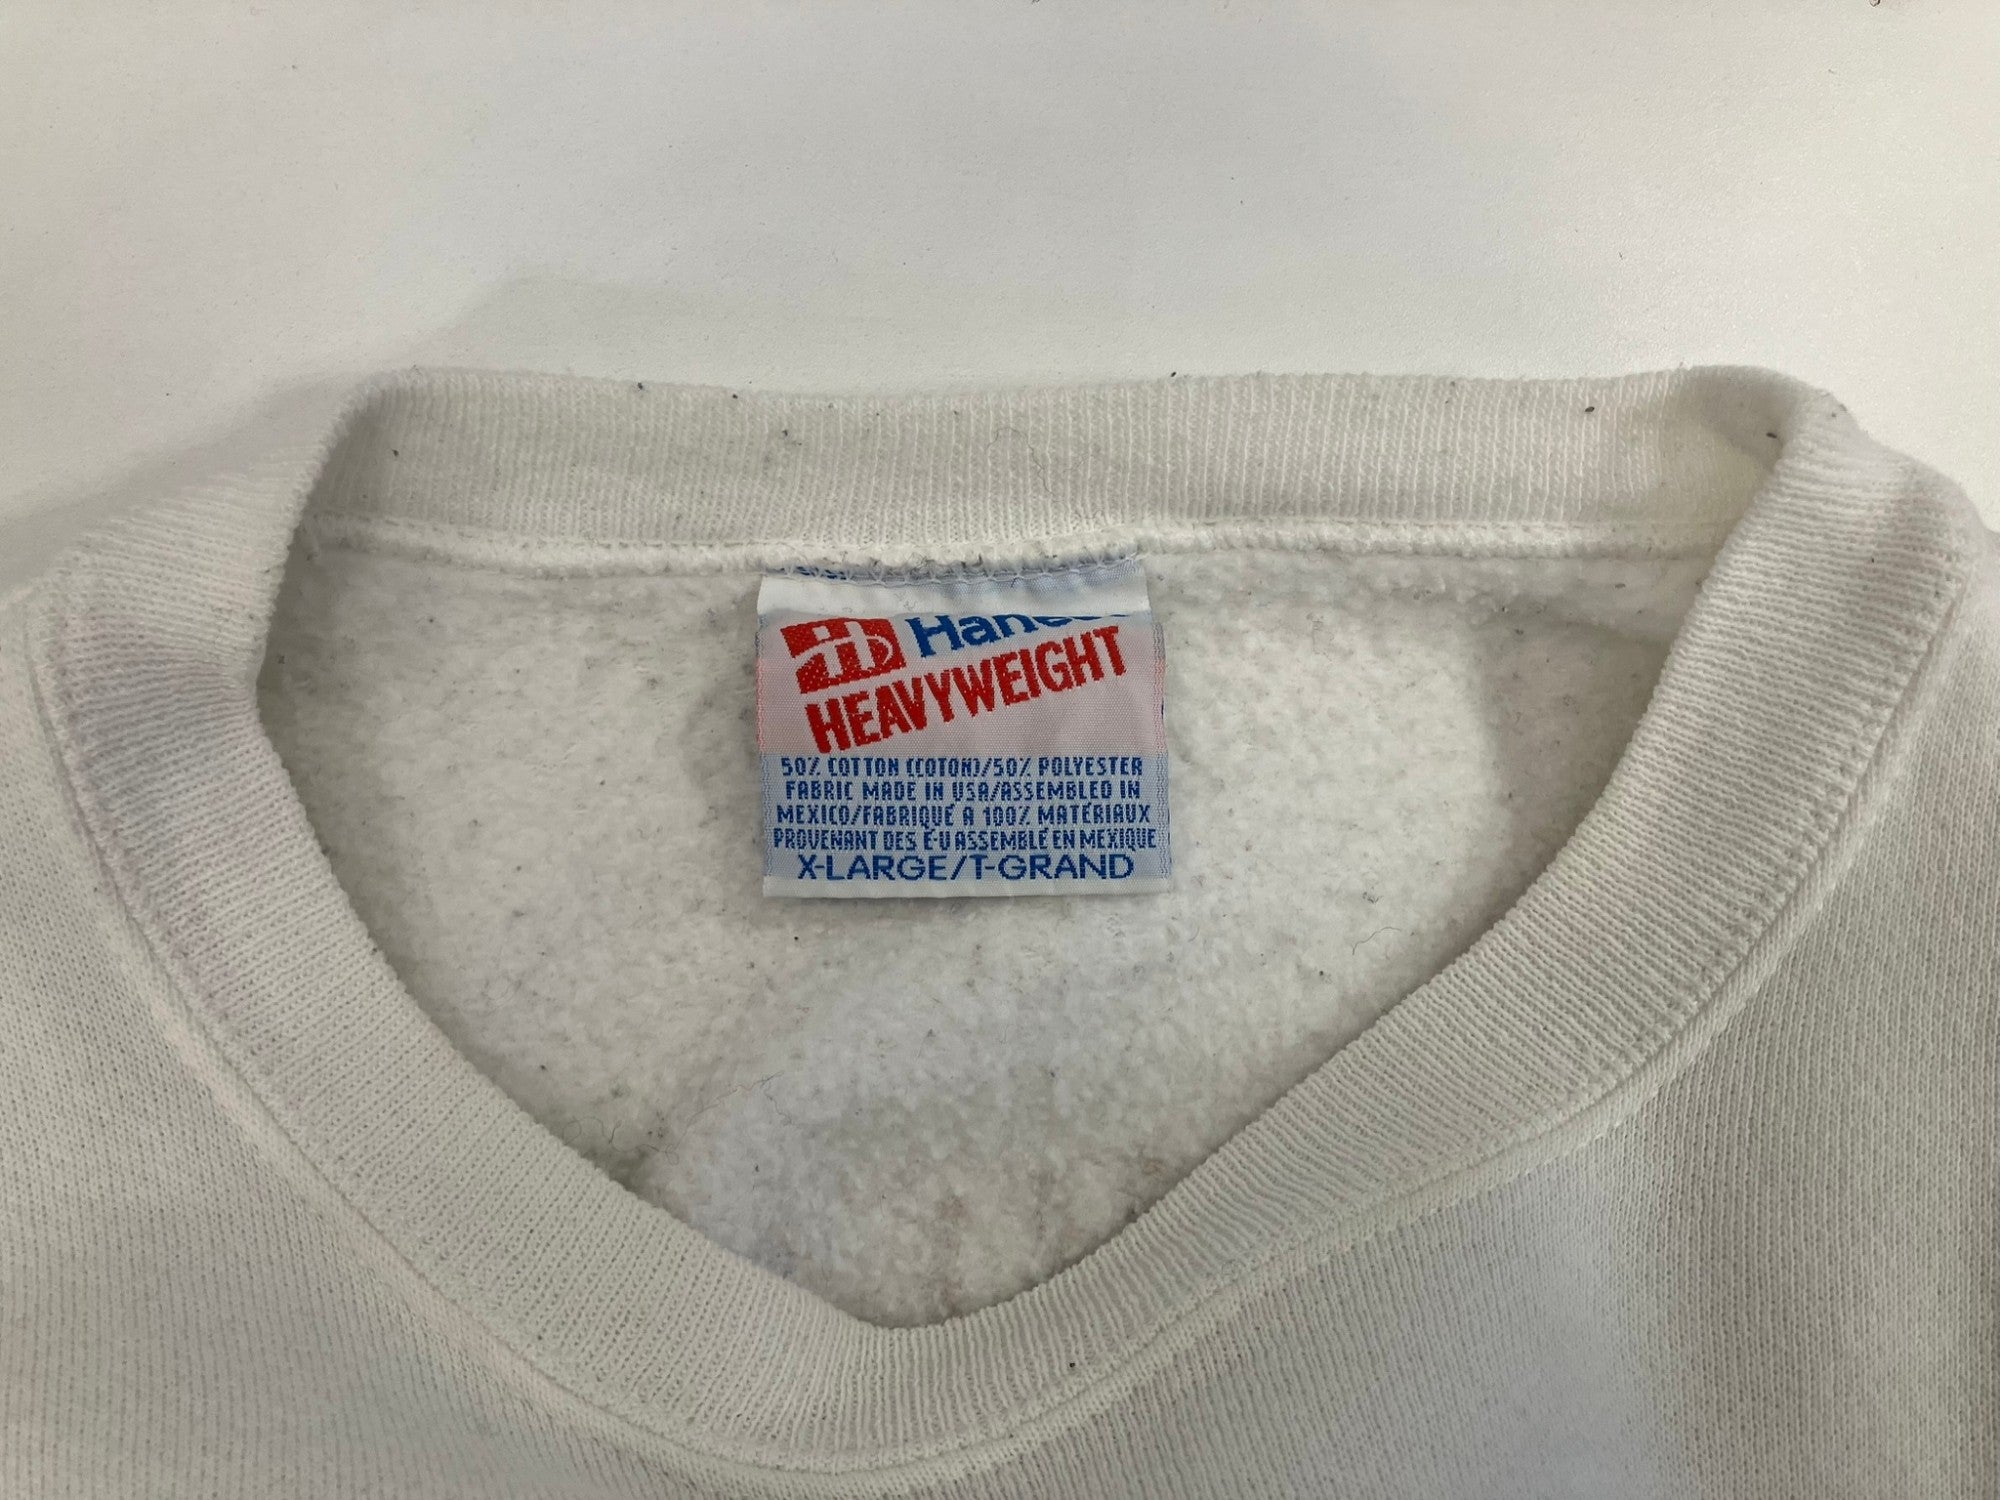 Hanes
HEAVYWEIGHT
50% COTTON (COTON)/50% POLYESTER
FABRIC MADE IN USA/ASSEMBLED IN
MEXICO/FABRIQUÉ A 100% MATÉRIAUX
PROVENANT DES É-U ASSEMBLÉ EN MEXIQUE
X-LARGE/T-GRAND